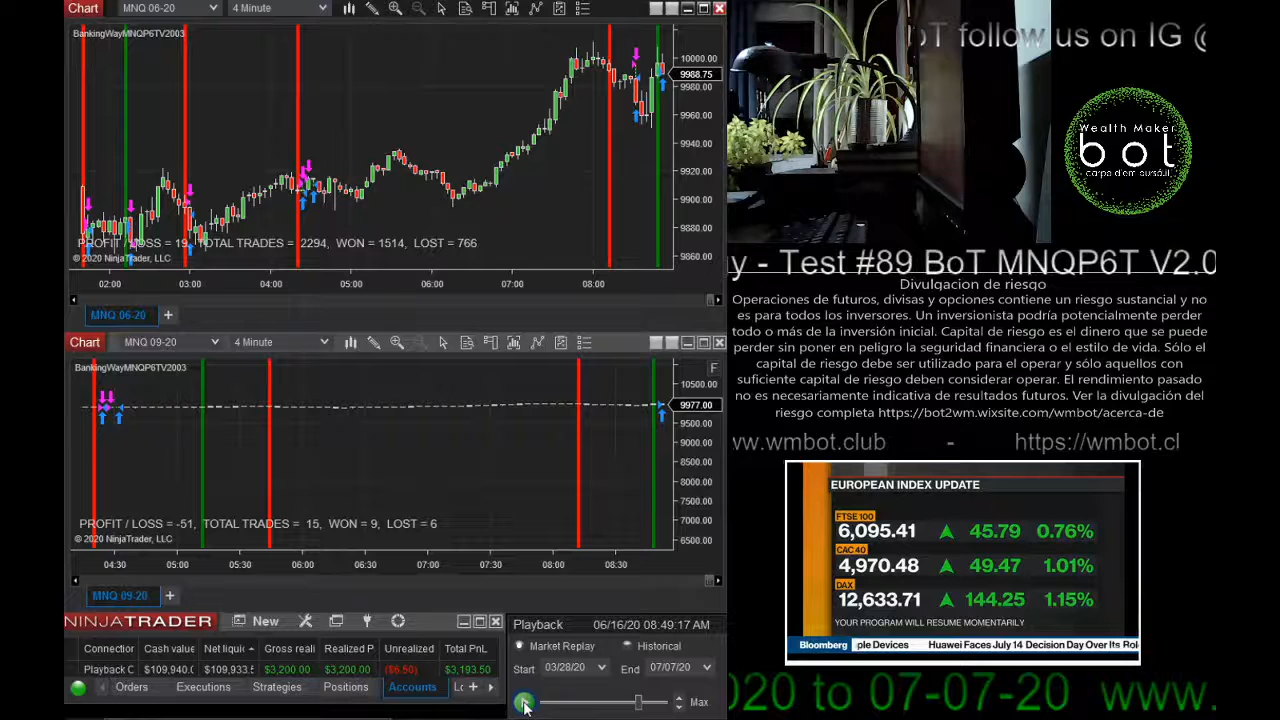 Chart MNQ 06-20 4 Minute
BankingWayMNQP6TV2003
10000.00
9988.75
9980.00
9960.00
9940.00
9920.00
9900.00
9880.00
9860.00
PROFIT / LOSS = 19, TOTAL TRADES = 2294, WON = 1514, LOST = 766
© 2020 NinjaTrader, LLC
02:00 03:00 04:00 05:00 06:00 07:00 08:00
MNQ 06-20 +
Chart MNQ 09-20 4 Minute
BankingWayMNQP6TV2003
F
10500.00
9977.00
9500.00
9000.00
8500.00
8000.00
7500.00
7000.00
6500.00
PROFIT / LOSS = -51, TOTAL TRADES = 15, WON = 9, LOST = 6
© 2020 NinjaTrader, LLC
04:30 05:00 05:30 06:00 06:30 07:00 07:30 08:00 08:30
MNQ 09-20 +
NINJATRADER New
Connection Cash value Net liquid Gross reali Realized P Unrealized Total PnL
Playback C $109,940. $109,933. $3,200.00 $3,200.00 ($6.50) $3,193.50
Orders Executions Strategies Positions Accounts Lo +
Playback 06/16/20 08:49:17 AM
Market Replay Historical
Start 03/28/20 End 07/07/20
Max
oT follow us on IG @
Wealth Maker
bot
y - Test #89 BoT MNQP6T V2.0
Divulgacion de riesgo
Operaciones de futuros, divisas y opciones contiene un riesgo sustancial y no
es para todos los inversores. Un inversionista podría potencialmente perder
todo o más de la inversión inicial. Capital de riesgo es el dinero que se puede
perder sin poner en peligro la seguridad financiera o el estilo de vida. Sólo el
capital de riesgo debe ser utilizado para el operar y sólo aquellos con
suficiente capital de riesgo deben considerar operar. El rendimiento pasado
no es necesariamente indicativa de resultados futuros. Ver la divulgación del
riesgo completa https://bot2wm.wixsite.com/wmbot/acerca-de
ww.wmbot.club - https://wmbot.cl
EUROPEAN INDEX UPDATE
FTSE 100
6,095.41 45.79 0.76%
CAC 40
4,970.48 49.47 1.01%
DAX
12,633.71 144.25 1.15%
YOUR PROGRAM WILL RESUME MOMENTARILY
Bloomberg ple Devices Huawei Faces July 14 Decision Day Over Its Rol
020 to 07-07-20 www.